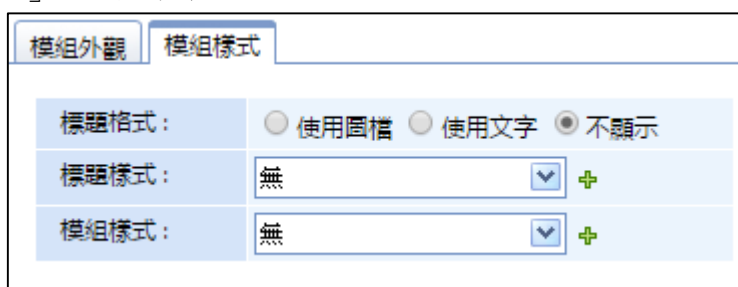 模組外觀 模組樣式
標題格式： 使用圖檔 使用文字 不顯示
標題樣式： 無
模組樣式： 無